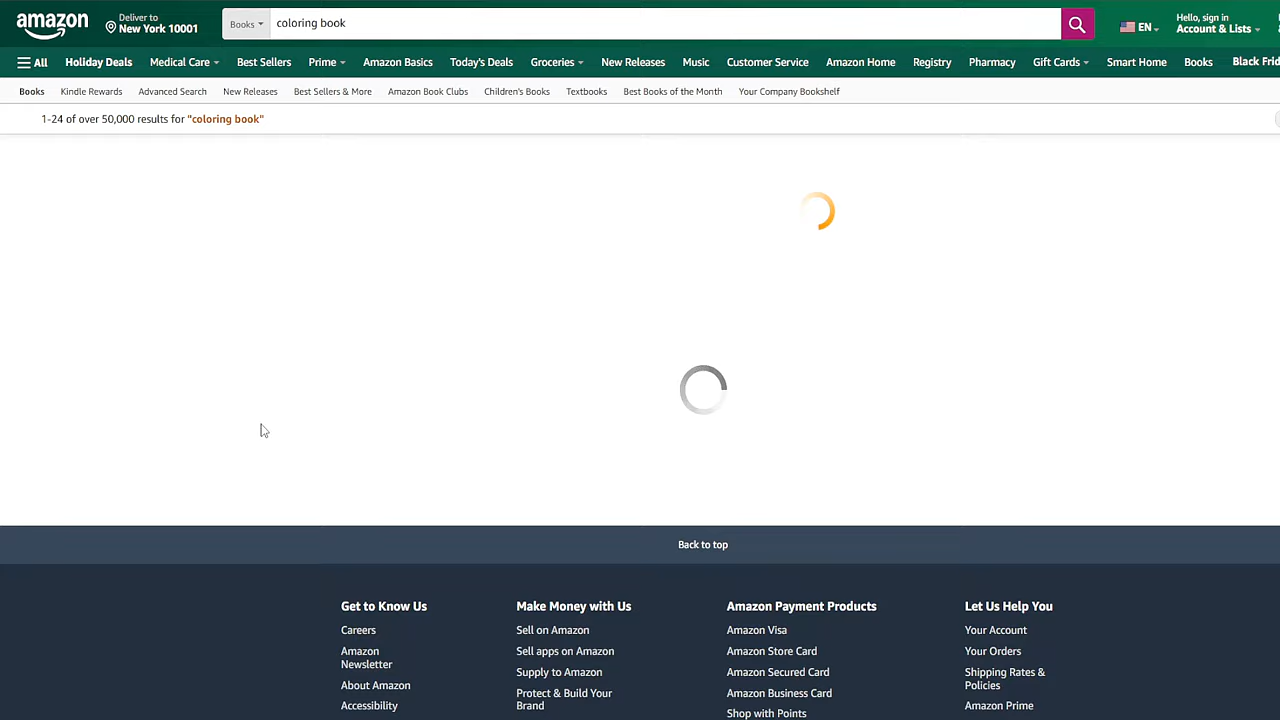 amazon
Deliver to
New York 10001
Books
coloring book
EN
Hello, sign in
Account & Lists
All
Holiday Deals
Medical Care
Best Sellers
Prime
Amazon Basics
Today's Deals
Groceries
New Releases
Music
Customer Service
Amazon Home
Registry
Pharmacy
Gift Cards
Smart Home
Books
Black Frid
Books
Kindle Rewards
Advanced Search
New Releases
Best Sellers & More
Amazon Book Clubs
Children's Books
Textbooks
Best Books of the Month
Your Company Bookshelf
1-24 of over 50,000 results for "coloring book"
Back to top
Get to Know Us
Careers
Amazon
Newsletter
About Amazon
Accessibility
Make Money with Us
Sell on Amazon
Sell apps on Amazon
Supply to Amazon
Protect & Build Your
Brand
Amazon Payment Products
Amazon Visa
Amazon Store Card
Amazon Secured Card
Amazon Business Card
Shop with Points
Let Us Help You
Your Account
Your Orders
Shipping Rates &
Policies
Amazon Prime